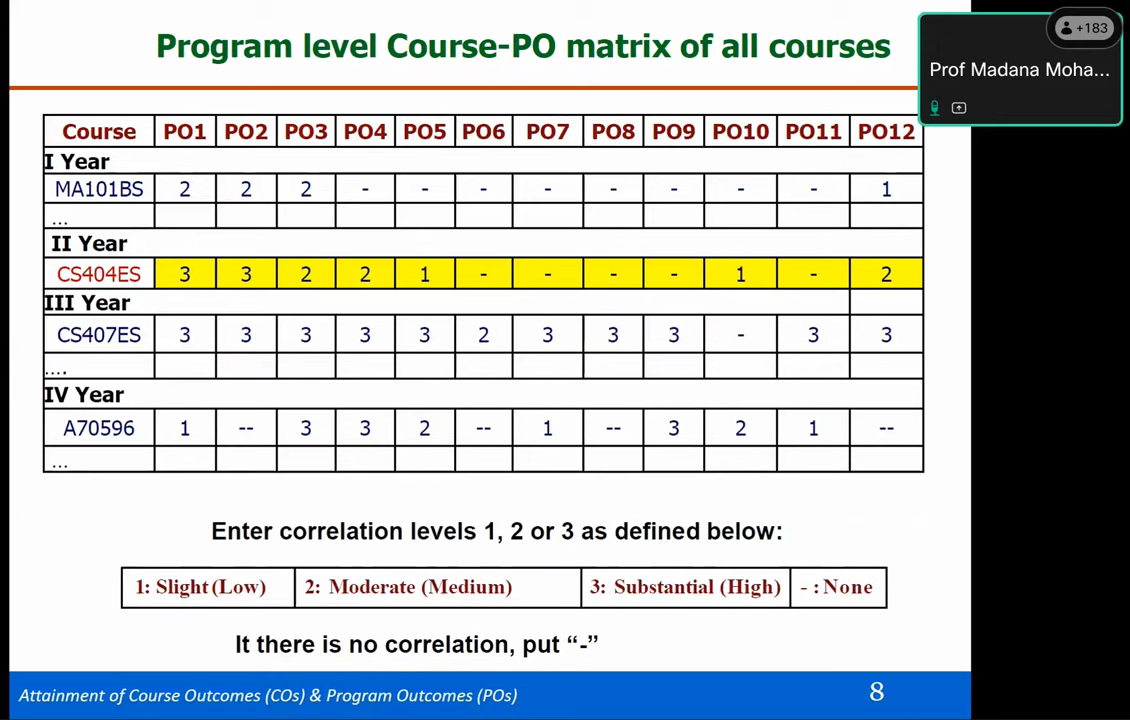 Program level Course-PO matrix of all courses
+183
Prof Madana Moha...
Course PO1 PO2 PO3 PO4 PO5 PO6 PO7 PO8 PO9 PO10 PO11 PO12
I Year
MA101BS 2 2 2 - - - - - - - - 1
...
II Year
CS404ES 3 3 2 2 1 - - - - 1 - 2
III Year
CS407ES 3 3 3 3 3 2 3 3 3 - 3 3
....
IV Year
A70596 1 -- 3 3 2 -- 1 -- 3 2 1 --
...
Enter correlation levels 1, 2 or 3 as defined below:
1: Slight (Low) 2: Moderate (Medium) 3: Substantial (High) - : None
It there is no correlation, put “-”
Attainment of Course Outcomes (COs) & Program Outcomes (POs) 8